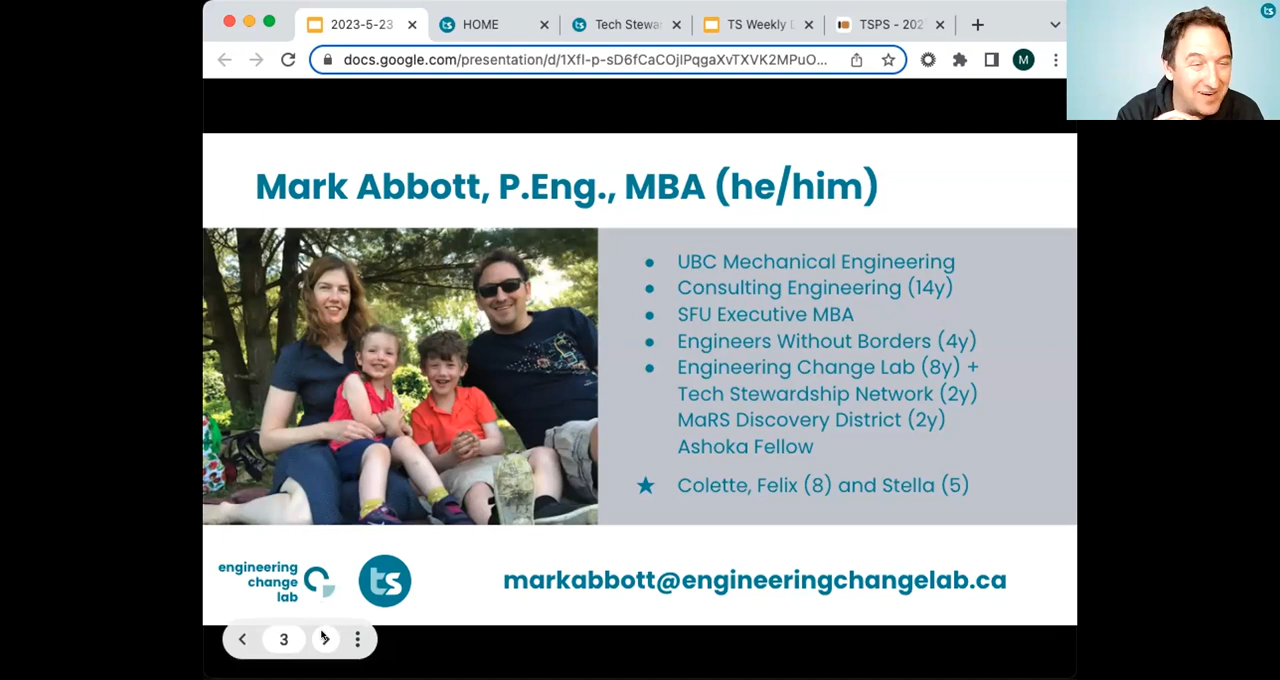 2023-5-23
HOME
Tech Stewar
TS Weekly
TSPS - 202
docs.google.com/presentation/d/1Xfl-p-sD6fCaCOjlPqgaXvTXVK2MPuO...
M
ts
Mark Abbott, P.Eng., MBA (he/him)
UBC Mechanical Engineering
Consulting Engineering (14y)
SFU Executive MBA
Engineers Without Borders (4y)
Engineering Change Lab (8y) +
Tech Stewardship Network (2y)
MaRS Discovery District (2y)
Ashoka Fellow
Colette, Felix (8) and Stella (5)
engineering
change
lab
ts
markabbott@engineeringchangelab.ca
3